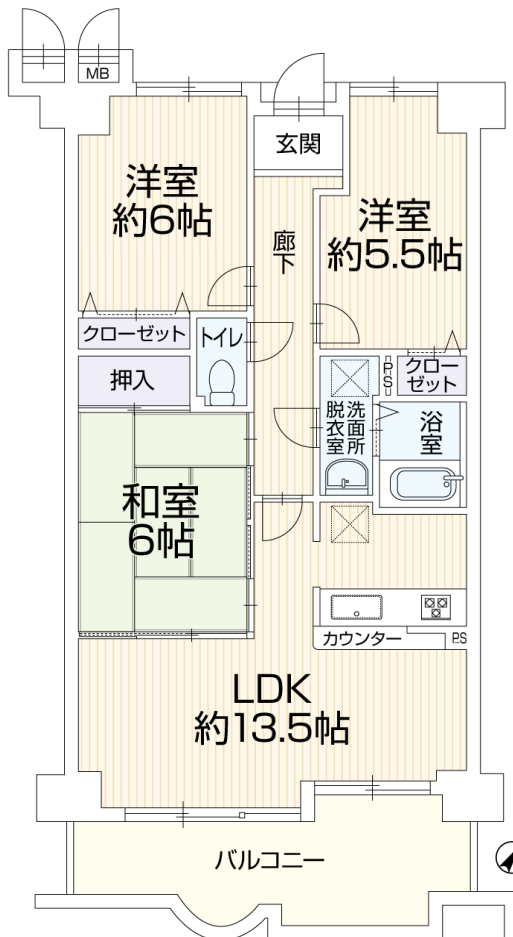 MB
玄関
洋室
約6帖
洋室
約5.5帖
廊下
クローゼット
トイレ
押入
PS
クロー
ゼット
洗面所
脱衣室
浴室
和室
6帖
カウンター
PS
LDK
約13.5帖
バルコニー